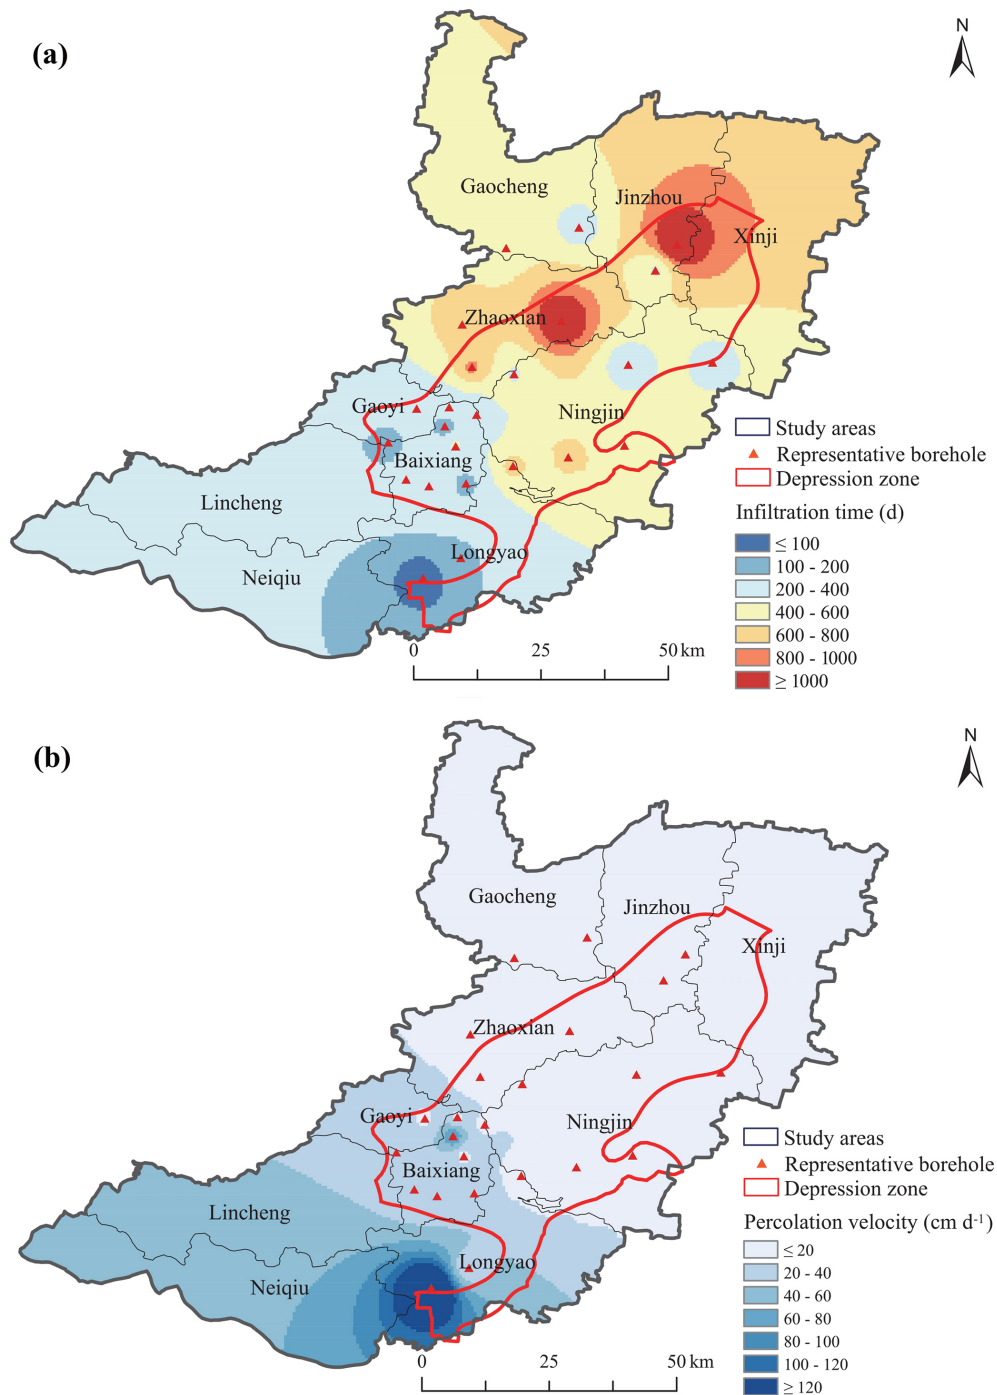 (a)
N
Gaocheng
Jinzhou
Xinji
Zhaoxian
Gaoyi
Ningjin
Baixiang
Lincheng
Longyao
Neiqiu
Study areas
Representative borehole
Depression zone
Infiltration time (d)
≤ 100
100 - 200
200 - 400
400 - 600
600 - 800
800 - 1000
≥ 1000
0 25 50 km
(b)
N
Gaocheng
Jinzhou
Xinji
Zhaoxian
Gaoyi
Ningjin
Baixiang
Lincheng
Longyao
Neiqiu
Study areas
Representative borehole
Depression zone
Percolation velocity (cm d⁻¹)
≤ 20
20 - 40
40 - 60
60 - 80
80 - 100
100 - 120
≥ 120
0 25 50 km